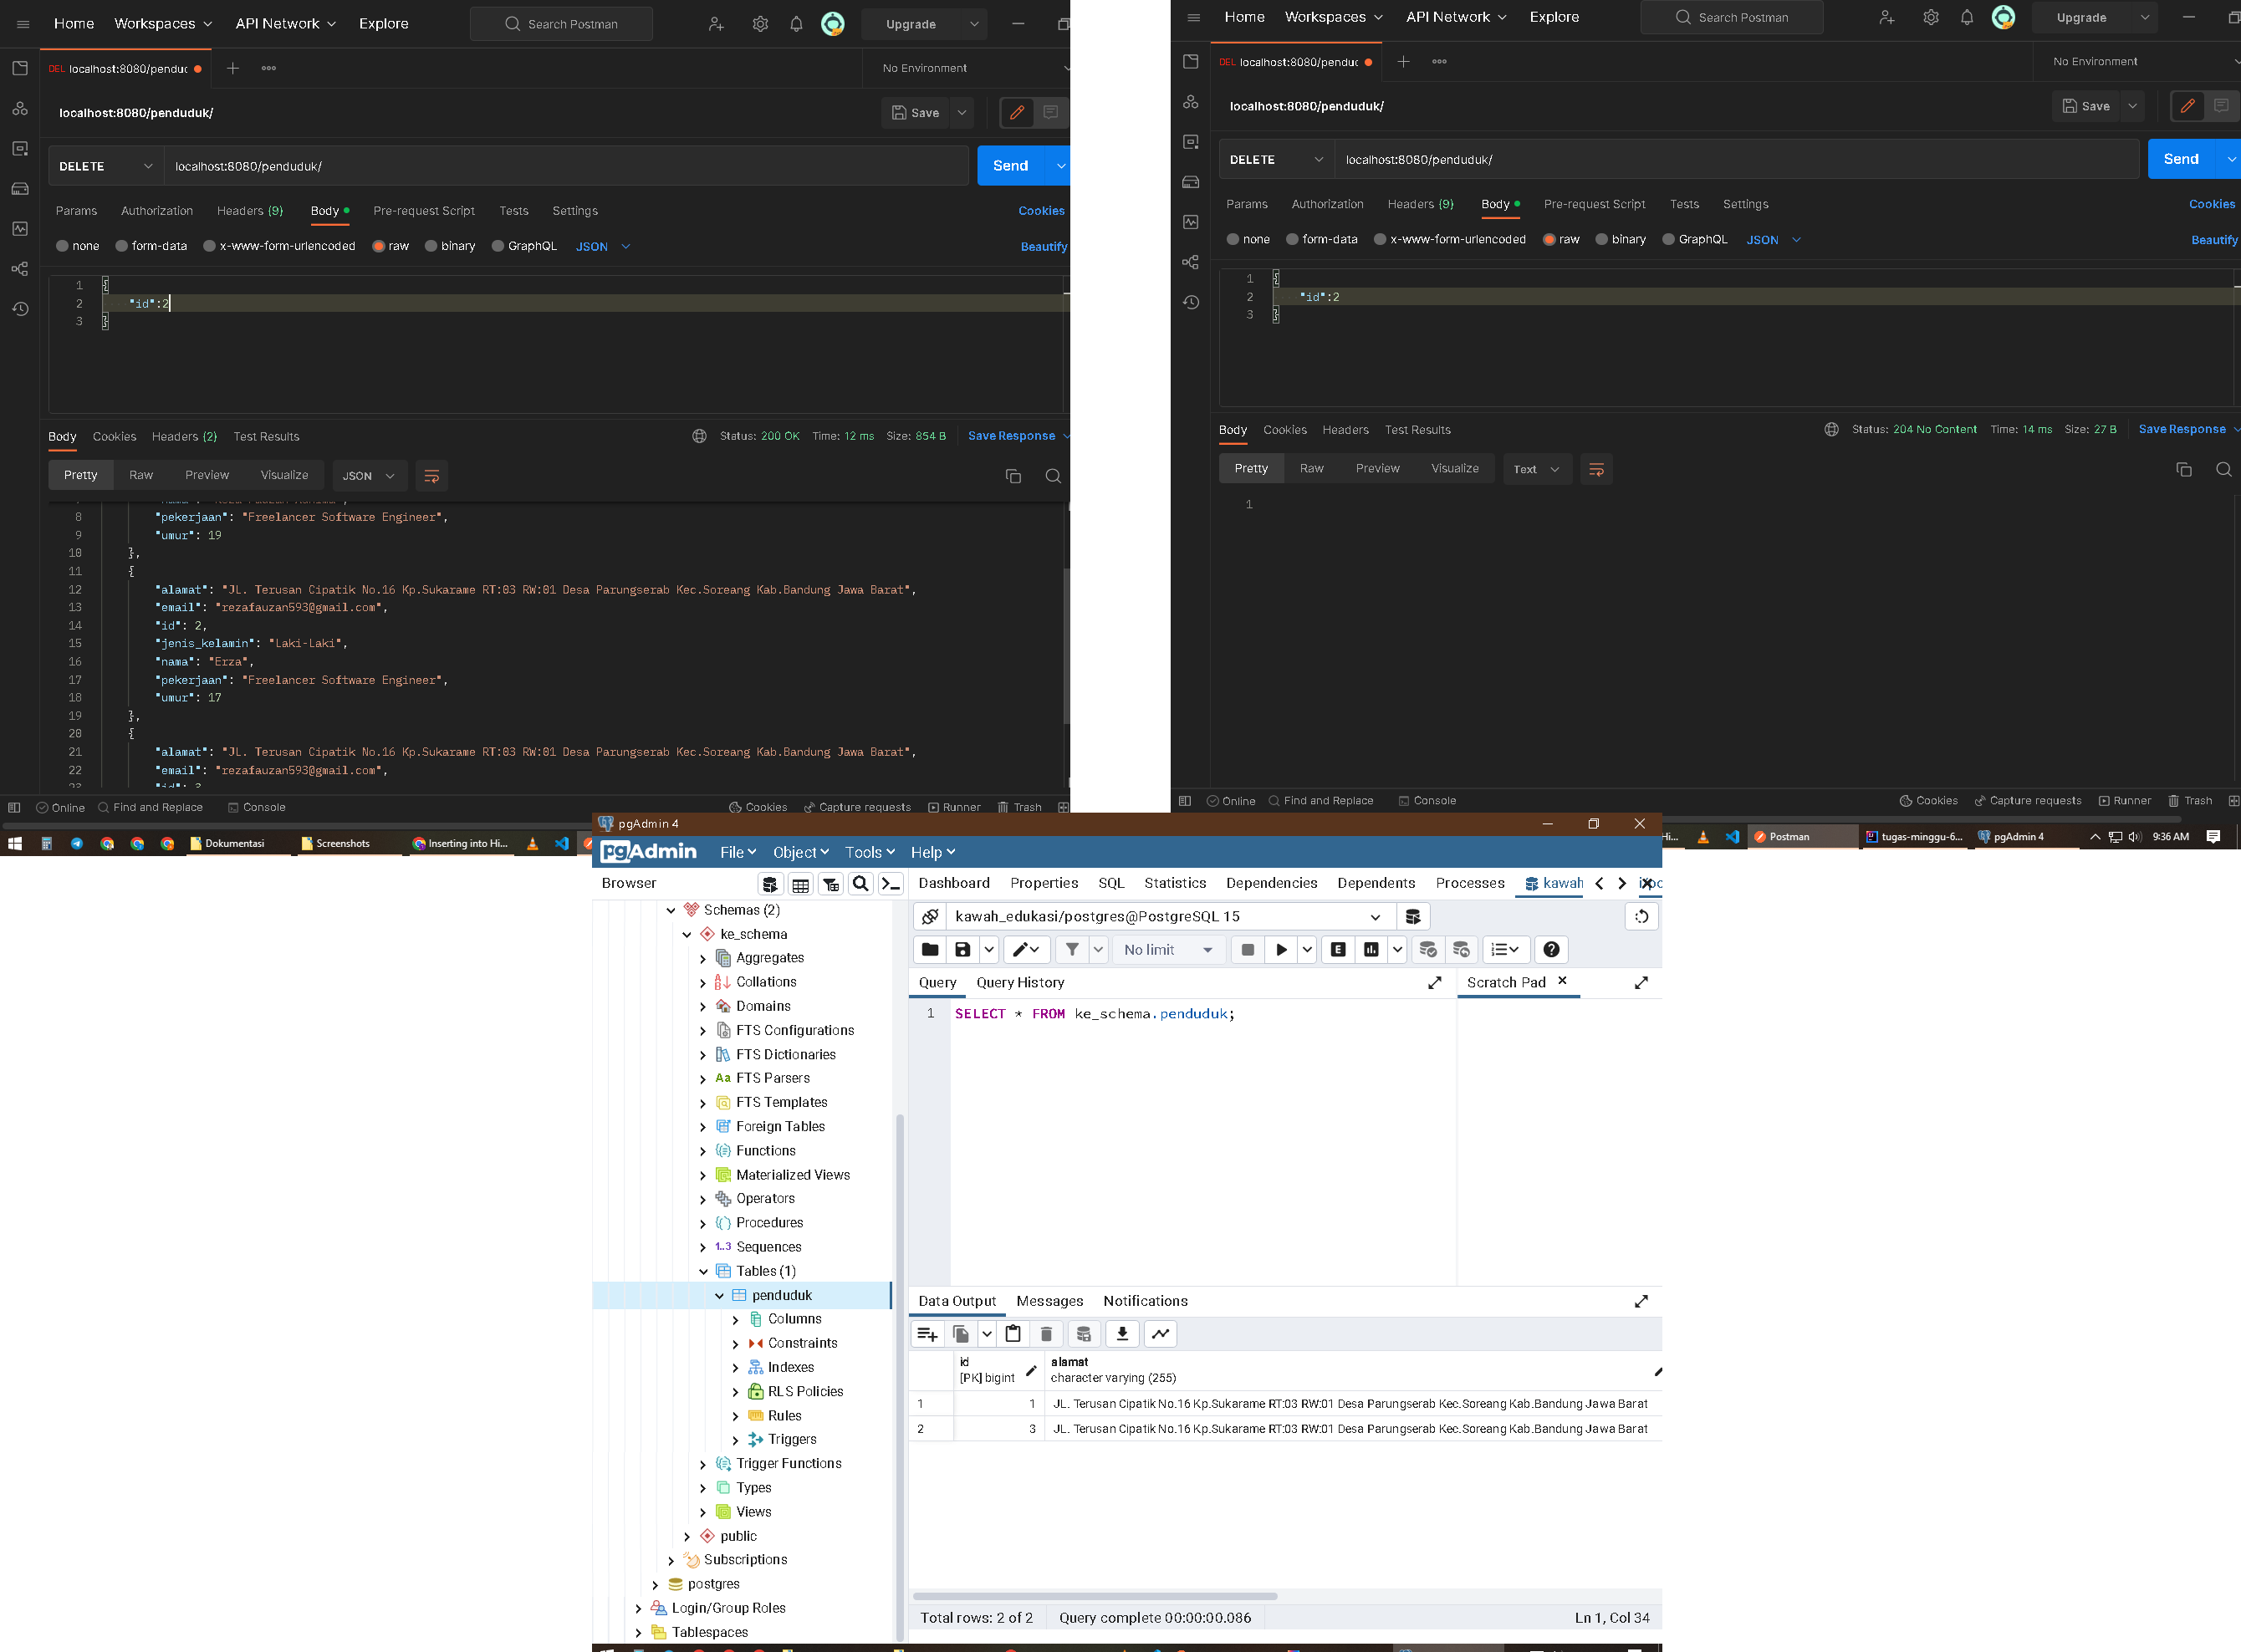 Home Workspaces API Network Explore Search Postman Upgrade
DEL localhost:8080/penduc No Environment
localhost:8080/penduduk/ Save
DELETE localhost:8080/penduduk/ Send
Params Authorization Headers (9) Body Pre-request Script Tests Settings Cookies
none form-data x-www-form-urlencoded raw binary GraphQL JSON Beautify
1 {
2 "id":2
3 }
Body Cookies Headers (2) Test Results Status: 200 OK Time: 12 ms Size: 854 B Save Response
Pretty Raw Preview Visualize JSON
8 "pekerjaan": "Freelancer Software Engineer",
9 "umur": 19
10 },
11 {
12 "alamat": "JL. Terusan Cipatik No.16 Kp.Sukarame RT:03 RW:01 Desa Parungserab Kec.Soreang Kab.Bandung Jawa Barat",
13 "email": "rezafauzan593@gmail.com",
14 "id": 2,
15 "jenis_kelamin": "Laki-Laki",
16 "nama": "Erza",
17 "pekerjaan": "Freelancer Software Engineer",
18 "umur": 17
19 },
20 {
21 "alamat": "JL. Terusan Cipatik No.16 Kp.Sukarame RT:03 RW:01 Desa Parungserab Kec.Soreang Kab.Bandung Jawa Barat",
22 "email": "rezafauzan593@gmail.com",
Online Find and Replace Console Cookies Capture requests Runner Trash
Dokumentasi Screenshots Inserting into Hi...
Home Workspaces API Network Explore Search Postman Upgrade
DEL localhost:8080/penduc No Environment
localhost:8080/penduduk/ Save
DELETE localhost:8080/penduduk/ Send
Params Authorization Headers (9) Body Pre-request Script Tests Settings Cookies
none form-data x-www-form-urlencoded raw binary GraphQL JSON Beautify
1 {
2 "id":2
3 }
Body Cookies Headers Test Results Status: 204 No Content Time: 14 ms Size: 27 B Save Response
Pretty Raw Preview Visualize Text
1
Online Find and Replace Console Cookies Capture requests Runner Trash
Hi... Postman tugas-minggu-6... pgAdmin 4 9:36 AM
pgAdmin 4
pgAdmin File Object Tools Help
Browser
Schemas (2)
ke_schema
Aggregates
Collations
Domains
FTS Configurations
FTS Dictionaries
Aa FTS Parsers
FTS Templates
Foreign Tables
Functions
Materialized Views
Operators
Procedures
1..3 Sequences
Tables (1)
penduduk
Columns
Constraints
Indexes
RLS Policies
Rules
Triggers
Trigger Functions
Types
Views
public
Subscriptions
postgres
Login/Group Roles
Tablespaces
Dashboard Properties SQL Statistics Dependencies Dependents Processes kawah
kawah_edukasi/postgres@PostgreSQL 15
No limit E
Query Query History Scratch Pad
1 SELECT * FROM ke_schema.penduduk;
Data Output Messages Notifications
id alamat
[PK] bigint character varying (255)
1 1 JL. Terusan Cipatik No.16 Kp.Sukarame RT:03 RW:01 Desa Parungserab Kec.Soreang Kab.Bandung Jawa Barat
2 3 JL. Terusan Cipatik No.16 Kp.Sukarame RT:03 RW:01 Desa Parungserab Kec.Soreang Kab.Bandung Jawa Barat
Total rows: 2 of 2 Query complete 00:00:00.086 Ln 1, Col 34